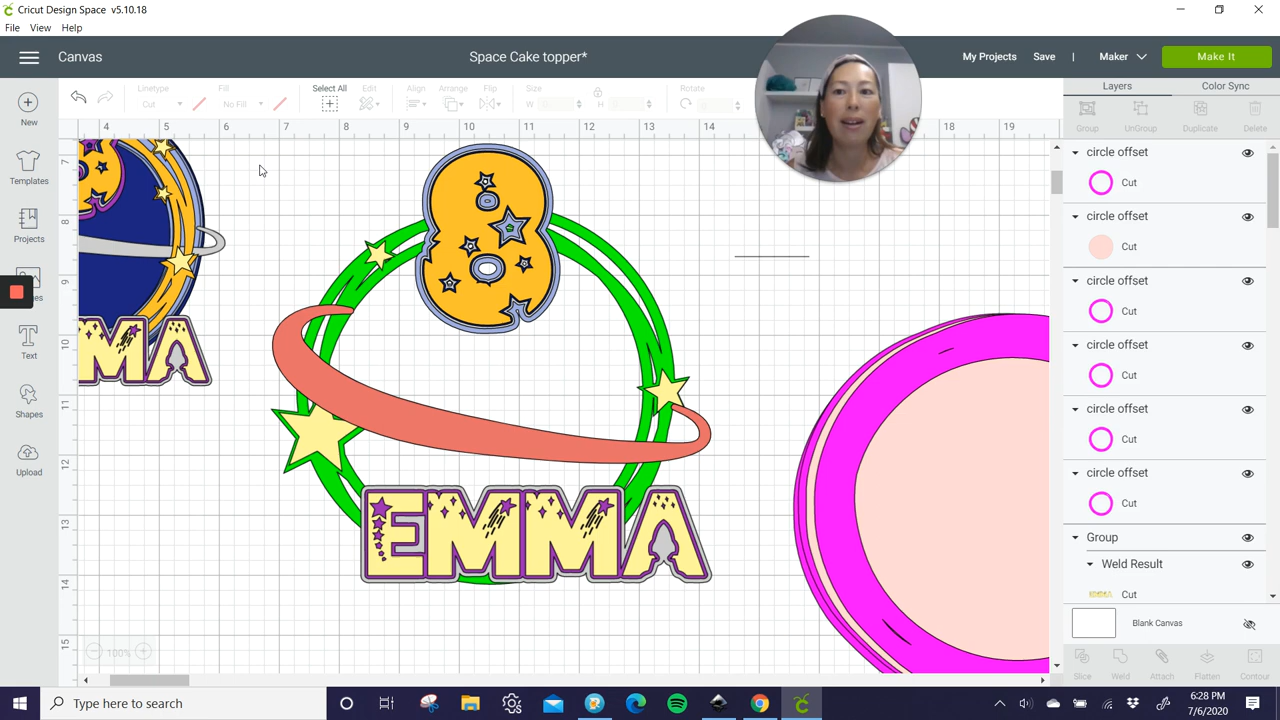 Cricut Design Space v5.10.18
File View Help
Canvas
Space Cake topper*
My Projects Save | Maker Make It
Linetype
Cut
Fill
No Fill
Select All
Edit
Align
Arrange
Flip
Size
W
H
Rotate
Layers
Color Sync
Group
UnGroup
Duplicate
Delete
4 5 6 7 8 9 10 11 12 13 14 18 19
7
8
9
10
11
12
13
14
15
New
Templates
Projects
Text
Shapes
Upload
8
EMMA
MMA
100%
circle offset
Cut
circle offset
Cut
circle offset
Cut
circle offset
Cut
circle offset
Cut
circle offset
Cut
Group
Weld Result
EMMA
Cut
Blank Canvas
Slice
Weld
Attach
Flatten
Contour
Type here to search
6:28 PM
7/6/2020